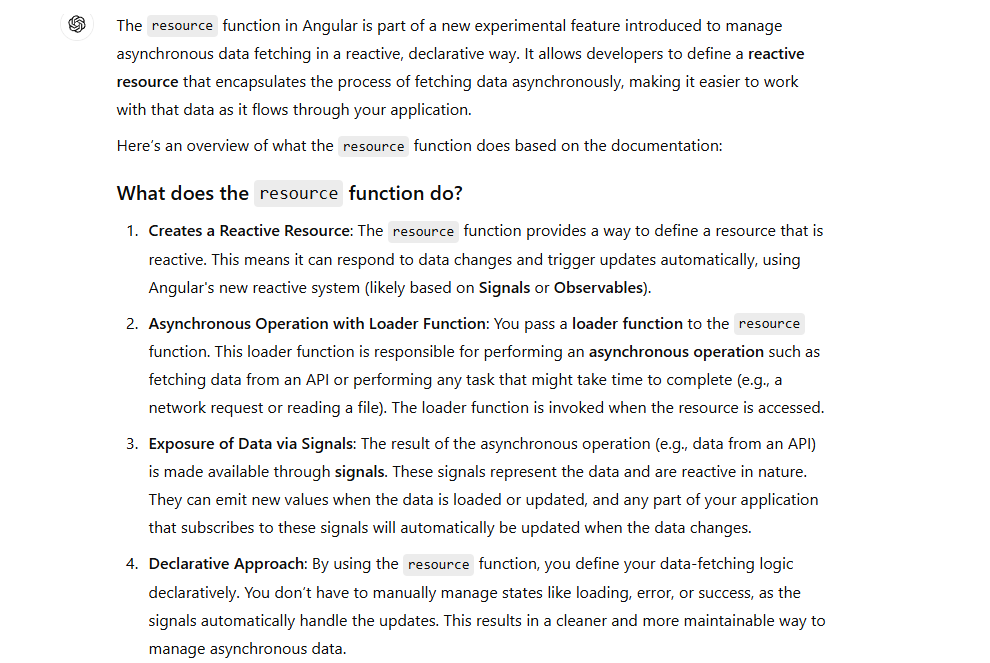 The resource function in Angular is part of a new experimental feature introduced to manage
asynchronous data fetching in a reactive, declarative way. It allows developers to define a reactive
resource that encapsulates the process of fetching data asynchronously, making it easier to work
with that data as it flows through your application.
Here's an overview of what the resource function does based on the documentation:
What does the resource function do?
1. Creates a Reactive Resource: The resource function provides a way to define a resource that is
reactive. This means it can respond to data changes and trigger updates automatically, using
Angular's new reactive system (likely based on Signals or Observables).
2. Asynchronous Operation with Loader Function: You pass a loader function to the resource
function. This loader function is responsible for performing an asynchronous operation such as
fetching data from an API or performing any task that might take time to complete (e.g., a
network request or reading a file). The loader function is invoked when the resource is accessed.
3. Exposure of Data via Signals: The result of the asynchronous operation (e.g., data from an API)
is made available through signals. These signals represent the data and are reactive in nature.
They can emit new values when the data is loaded or updated, and any part of your application
that subscribes to these signals will automatically be updated when the data changes.
4. Declarative Approach: By using the resource function, you define your data-fetching logic
declaratively. You don't have to manually manage states like loading, error, or success, as the
signals automatically handle the updates. This results in a cleaner and more maintainable way to
manage asynchronous data.